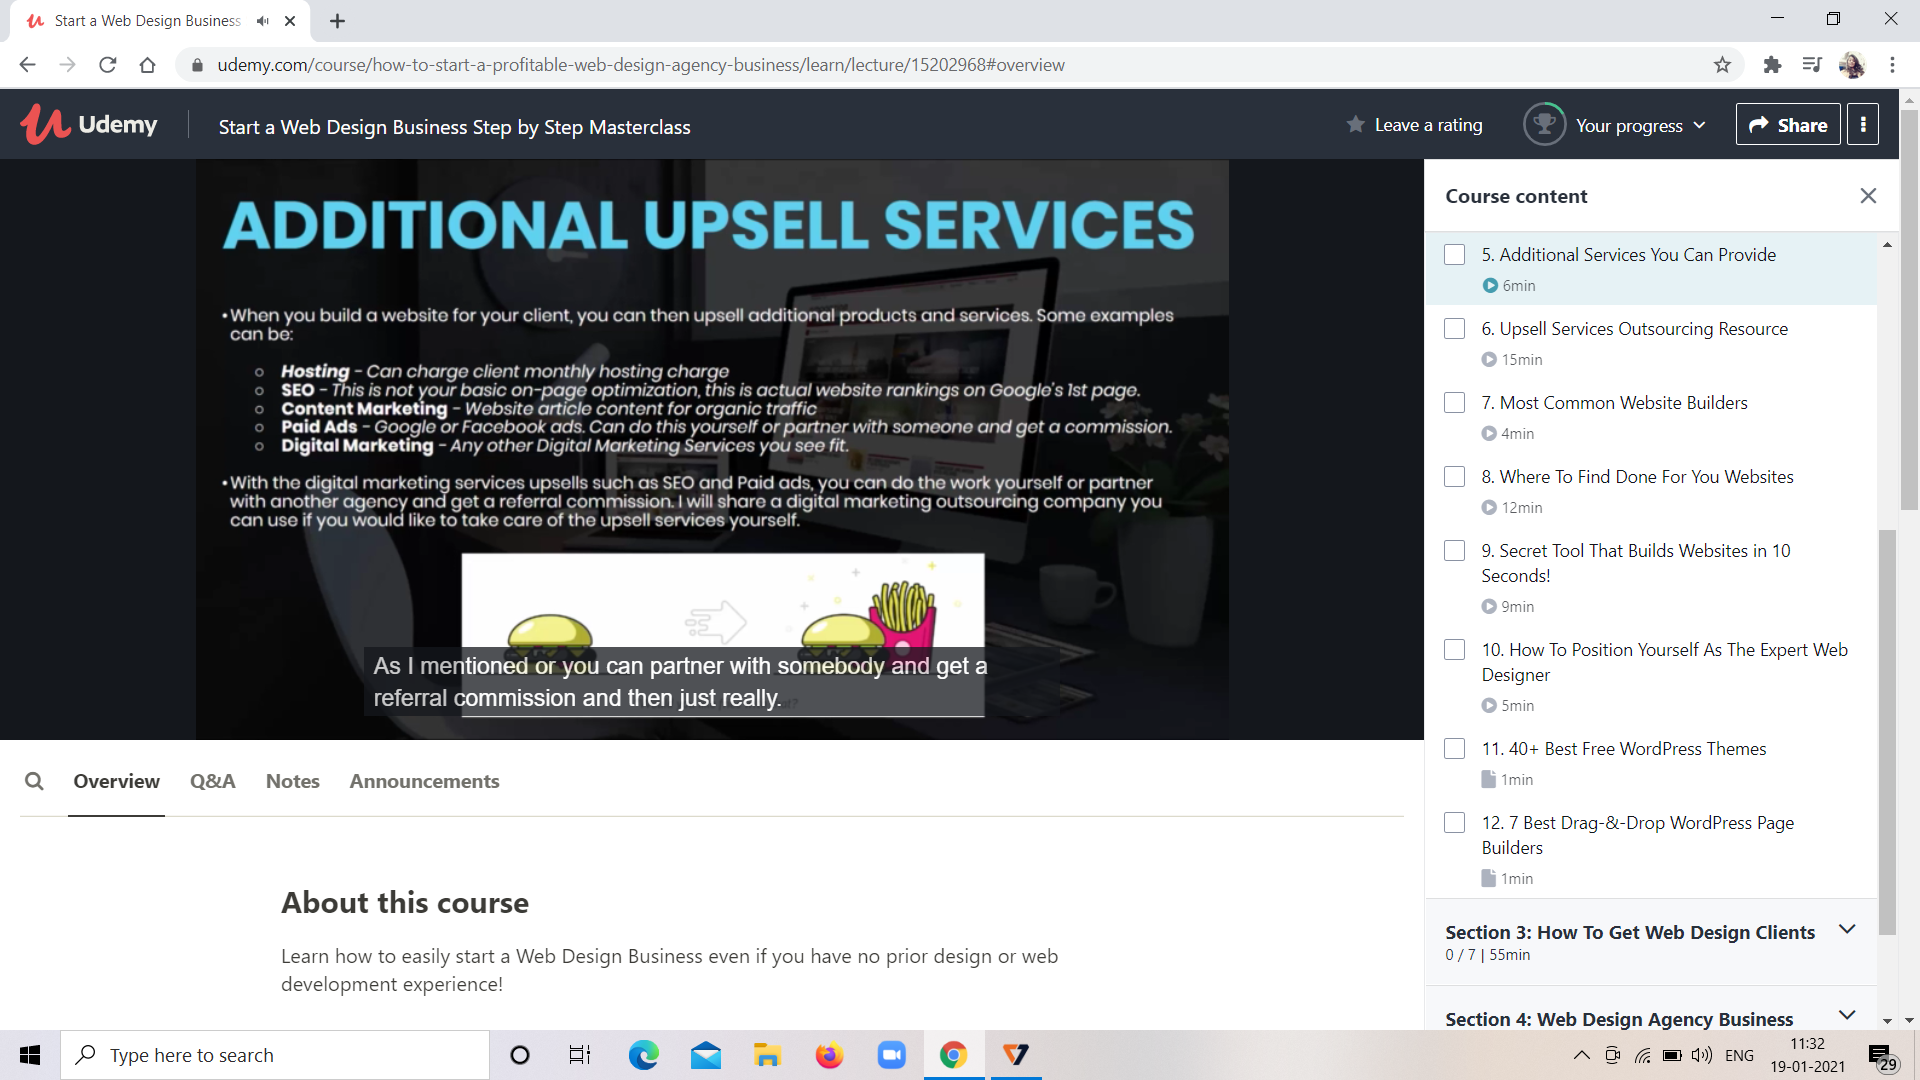 Start a Web Design Business
udemy.com/course/how-to-start-a-profitable-web-design-agency-business/learn/lecture/15202968#overview
Udemy
Start a Web Design Business Step by Step Masterclass
Leave a rating
Your progress
Share
ADDITIONAL UPSELL SERVICES
•When you build a website for your client, you can then upsell additional products and services. Some examples
can be:
Hosting - Can charge client monthly hosting charge
SEO - This is not your basic on-page optimization, this is actual website rankings on Google's 1st page.
Content Marketing - Website article content for organic traffic
Paid Ads - Google or Facebook ads. Can do this yourself or partner with someone and get a commission.
Digital Marketing - Any other Digital Marketing Services you see fit.
•With the digital marketing services upsells such as SEO and Paid ads, you can do the work yourself or partner
with another agency and get a referral commission. I will share a digital marketing outsourcing company you
can use if you would like to take care of the upsell services yourself.
As I mentioned or you can partner with somebody and get a
referral commission and then just really.
Course content
5. Additional Services You Can Provide
6min
6. Upsell Services Outsourcing Resource
15min
7. Most Common Website Builders
4min
8. Where To Find Done For You Websites
12min
9. Secret Tool That Builds Websites in 10
Seconds!
9min
10. How To Position Yourself As The Expert Web
Designer
5min
11. 40+ Best Free WordPress Themes
1min
12. 7 Best Drag-&-Drop WordPress Page
Builders
1min
Section 3: How To Get Web Design Clients
0 / 7 | 55min
Section 4: Web Design Agency Business
Overview
Q&A
Notes
Announcements
About this course
Learn how to easily start a Web Design Business even if you have no prior design or web
development experience!
Type here to search
ENG
11:32
19-01-2021
29